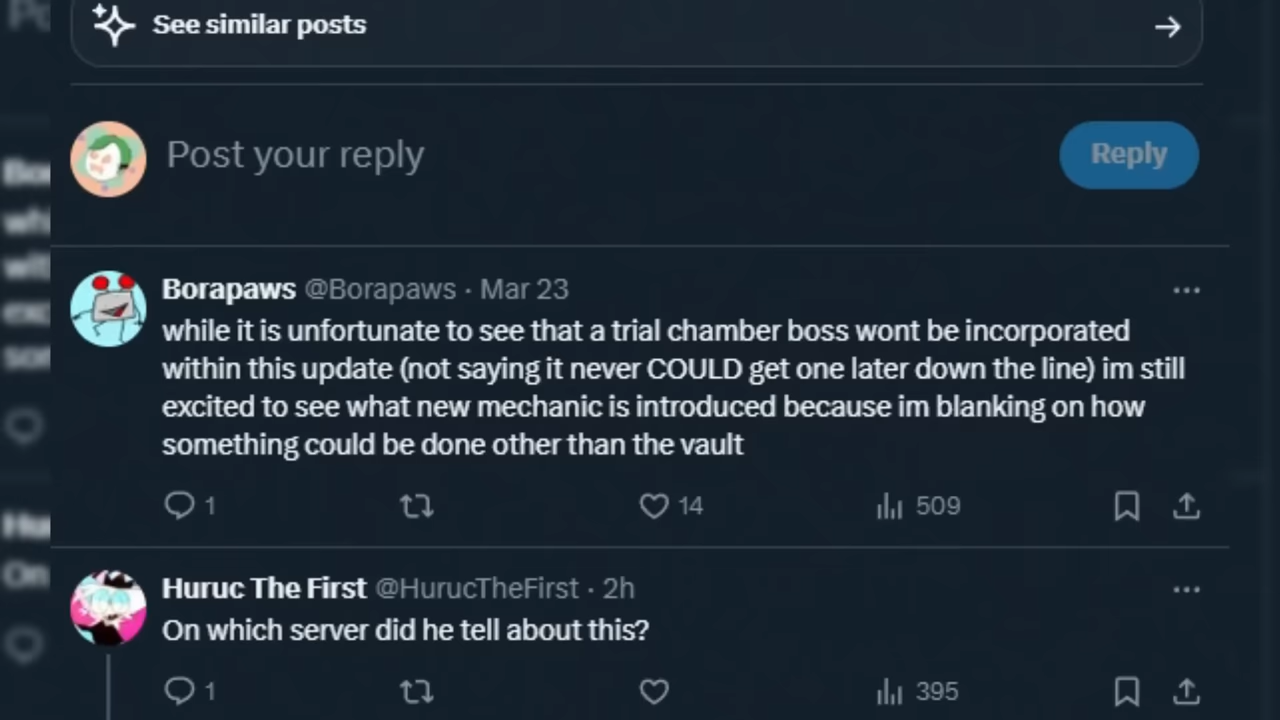 See similar posts
Post your reply
Reply
Borapaws @Borapaws · Mar 23
while it is unfortunate to see that a trial chamber boss wont be incorporated
within this update (not saying it never COULD get one later down the line) im still
excited to see what new mechanic is introduced because im blanking on how
something could be done other than the vault
1 14 509
Huruc The First @HurucTheFirst · 2h
On which server did he tell about this?
1 395